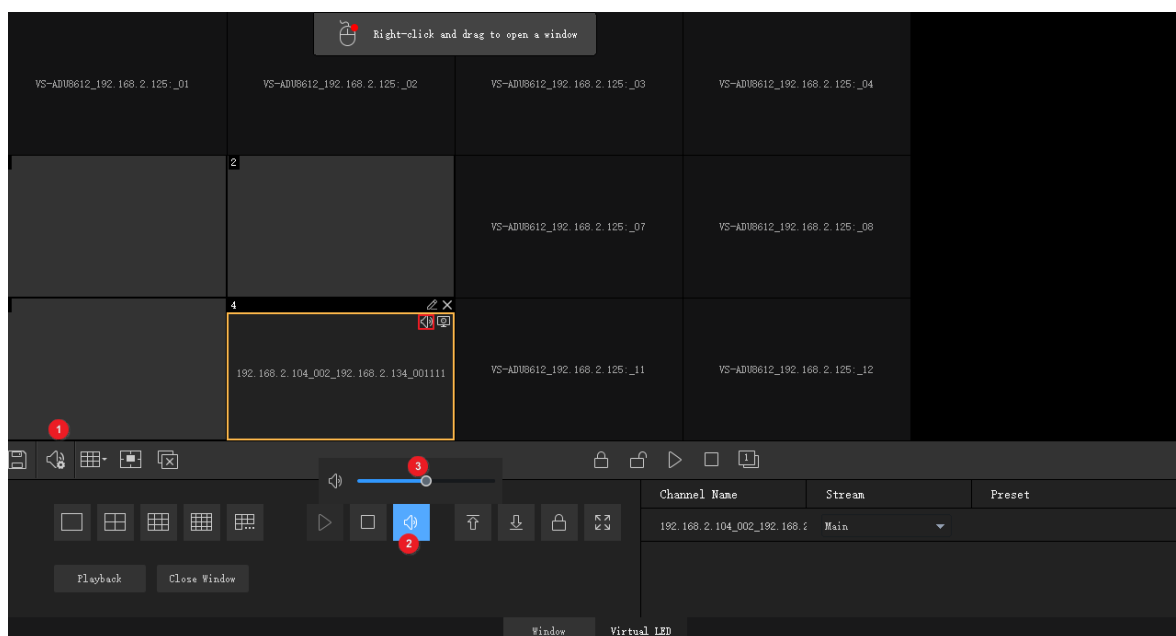 Right-click and drag to open a window
VS-ADU8612_192.168.2.125:_01
VS-ADU8612_192.168.2.125:_02
VS-ADU8612_192.168.2.125:_03
VS-ADU8612_192.168.2.125:_04
2
VS-ADU8612_192.168.2.125:_07
VS-ADU8612_192.168.2.125:_08
4
192.168.2.104_002_192.168.2.134_001111
VS-ADU8612_192.168.2.125:_11
VS-ADU8612_192.168.2.125:_12
1
1
3
Channel Name
Stream
Preset
192.168.2.104_002_192.168.2
Main
2
Playback
Close Window
Window
Virtual LED